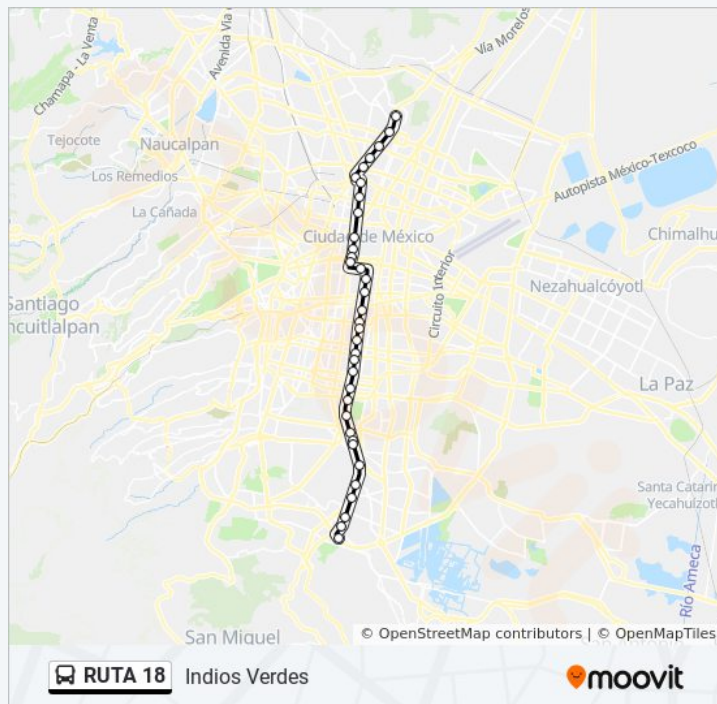 Vía Morelos
Avenida Vía
Chamapa - La Venta
Tejocote
Naucalpan
Los Remedios
La Cañada
Autopista México-Texcoco
Ciudad de México
Chimalhu
Circuito Interior
Nezahualcóyotl
Santiago
ncuitlalpan
La Paz
Santa Catarin
Yecahuizotl
Río Ameca
San Miguel
© OpenStreetMap contributors | © OpenMapTiles
RUTA 18 Indios Verdes moovit